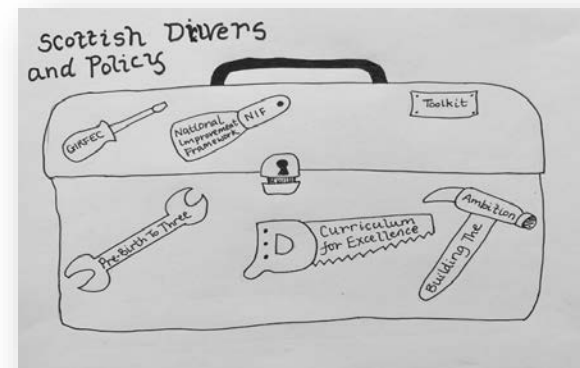 Scottish Drivers
and Policy
Toolkit
GIRFEC
National
Improvement
Framework
NIF
Pre-Birth To Three
Curriculum
for Excellence
Ambition
Building The